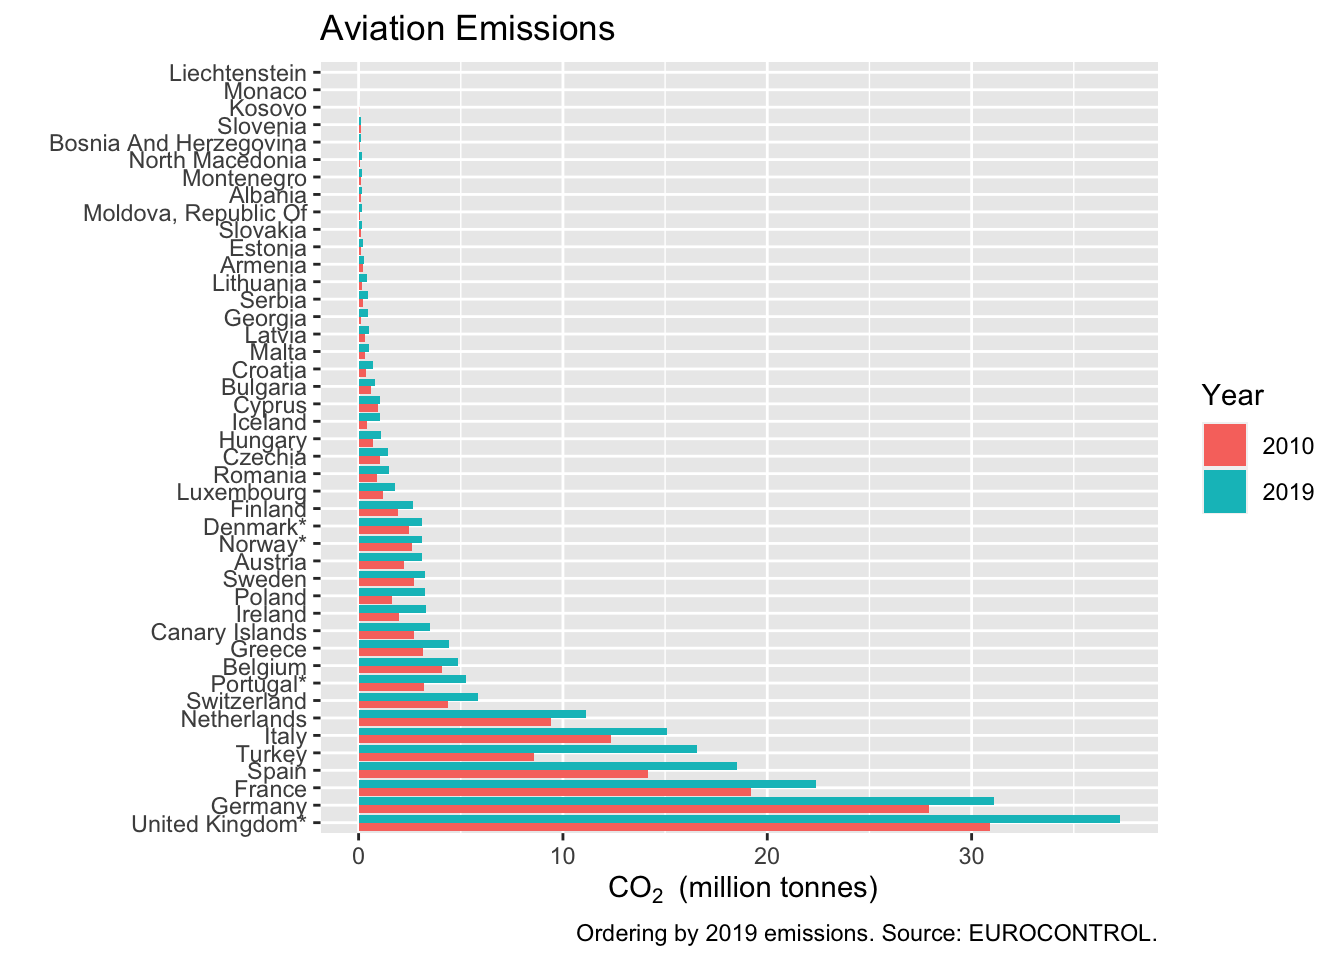 Aviation Emissions
Liechtenstein
Monaco
Kosovo
Slovenia
Bosnia And Herzegovina
North Macedonia
Montenegro
Albania
Moldova, Republic Of
Slovakia
Estonia
Armenia
Lithuania
Serbia
Georgia
Latvia
Malta
Croatia
Bulgaria
Cyprus
Iceland
Hungary
Czechia
Romania
Luxembourg
Finland
Denmark*
Norway*
Austria
Sweden
Poland
Ireland
Canary Islands
Greece
Belgium
Portugal*
Switzerland
Netherlands
Italy
Turkey
Spain
France
Germany
United Kingdom*
0 10 20 30
CO₂ (million tonnes)
Year
2010
2019
Ordering by 2019 emissions. Source: EUROCONTROL.